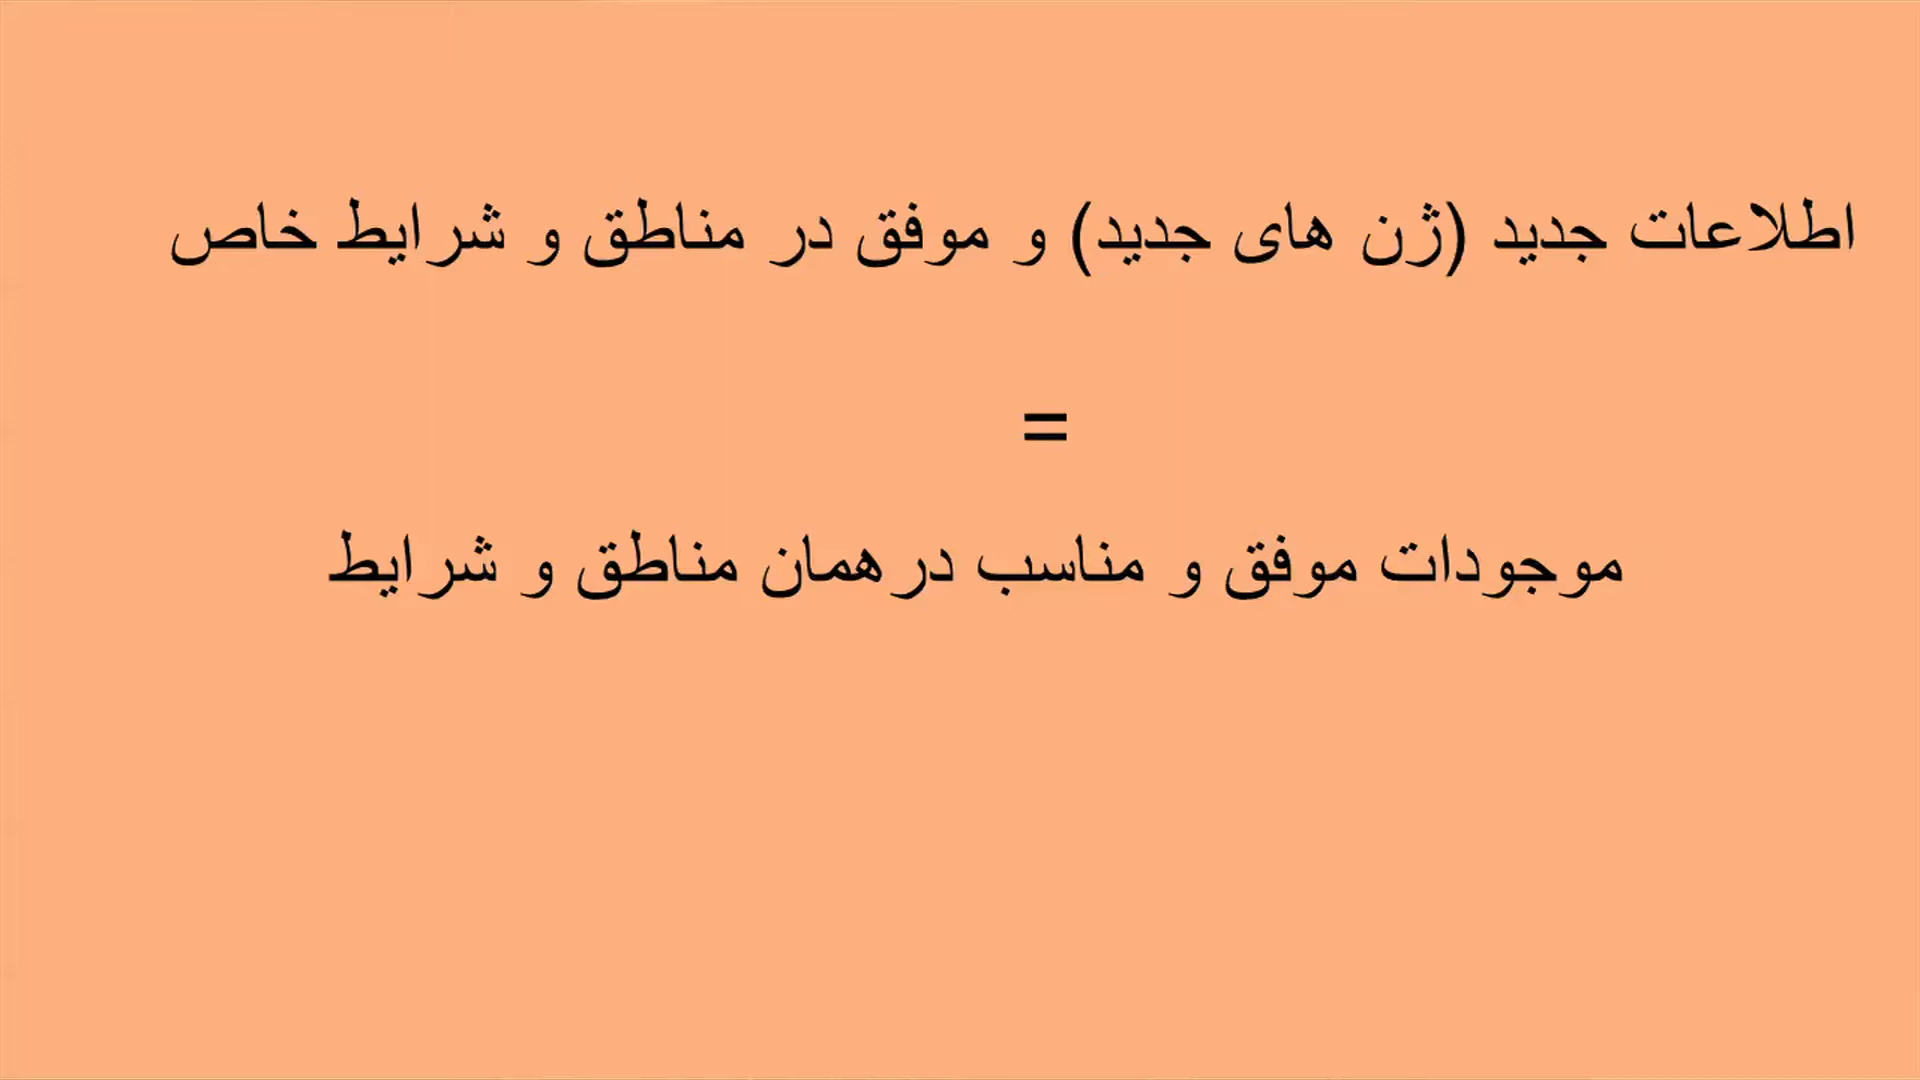 اطلاعات جدید (ژن های جدید) و موفق در مناطق و شرایط خاص
=
موجودات موفق و مناسب درهمان مناطق و شرایط